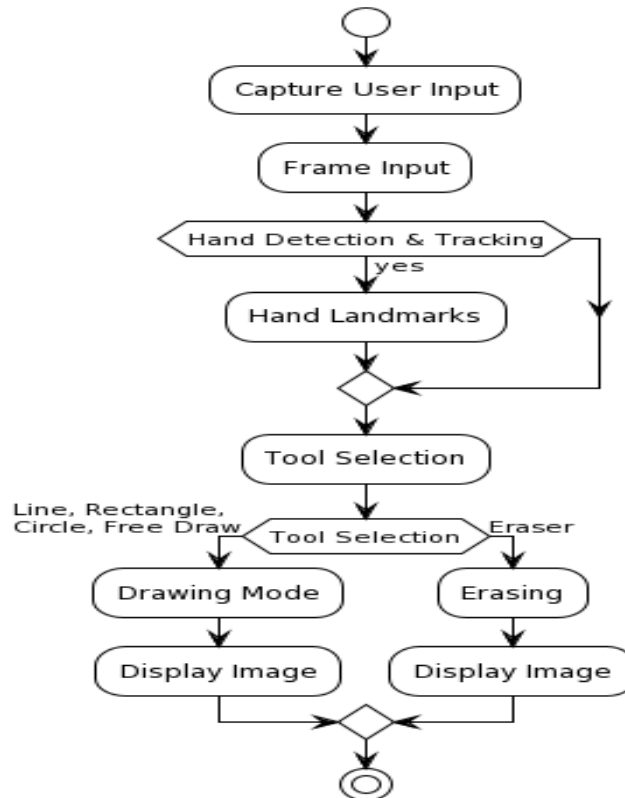 Capture User Input
Frame Input
Hand Detection & Tracking
yes
Hand Landmarks
Tool Selection
Line, Rectangle,
Circle, Free Draw
Tool Selection
Eraser
Drawing Mode
Erasing
Display Image
Display Image